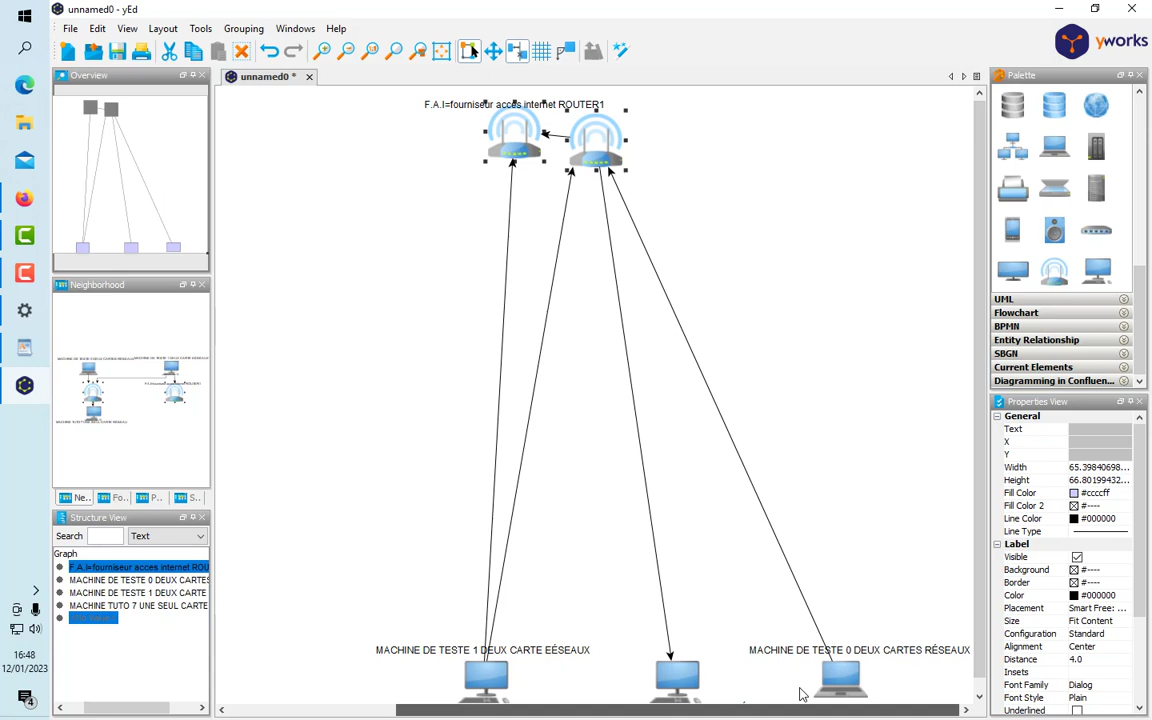 unnamed0 - yEd
File Edit View Layout Tools Grouping Windows Help
yworks
Overview
unnamed0 *
Palette
F.A.I=fourniseur acces internet ROUTER1
Neighborhood
UML
Flowchart
BPMN
Entity Relationship
SBGN
Current Elements
Diagramming in Confluen...
Properties View
General
Text
X
Y
Width 65.39840698...
Height 66.80199432...
Fill Color #ccccff
Fill Color 2 #----
Line Color #000000
Line Type
Label
Visible
Background #----
Border #----
Color #000000
Placement Smart Free: ...
Size Fit Content
Configuration Standard
Alignment Center
Distance 4.0
Insets
Font Family Dialog
Font Style Plain
Underlined
Ne.. Fo... P... S...
Structure View
Search Text
Graph
F.A.I=fourniseur acces internet ROU
MACHINE DE TESTE 0 DEUX CARTES
MACHINE DE TESTE 1 DEUX CARTE
MACHINE TUTO 7 UNE SEUL CARTE
MACHINE DE TESTE 1 DEUX CARTE EÉSEAUX
MACHINE DE TESTE 0 DEUX CARTES RÉSEAUX
16:48
12/01/2023
4